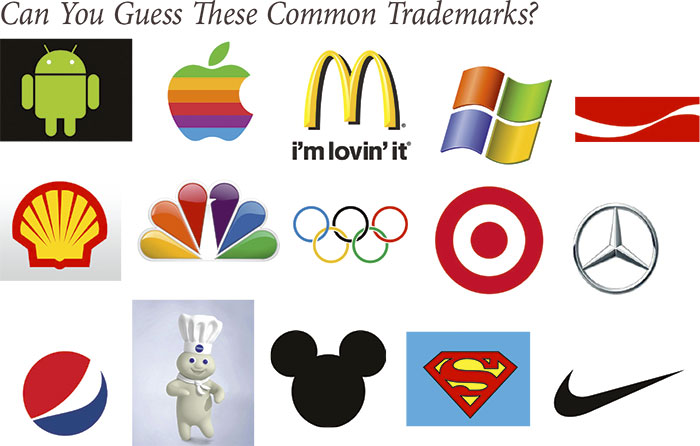 Can You Guess These Common Trademarks?
i'm lovin' it®